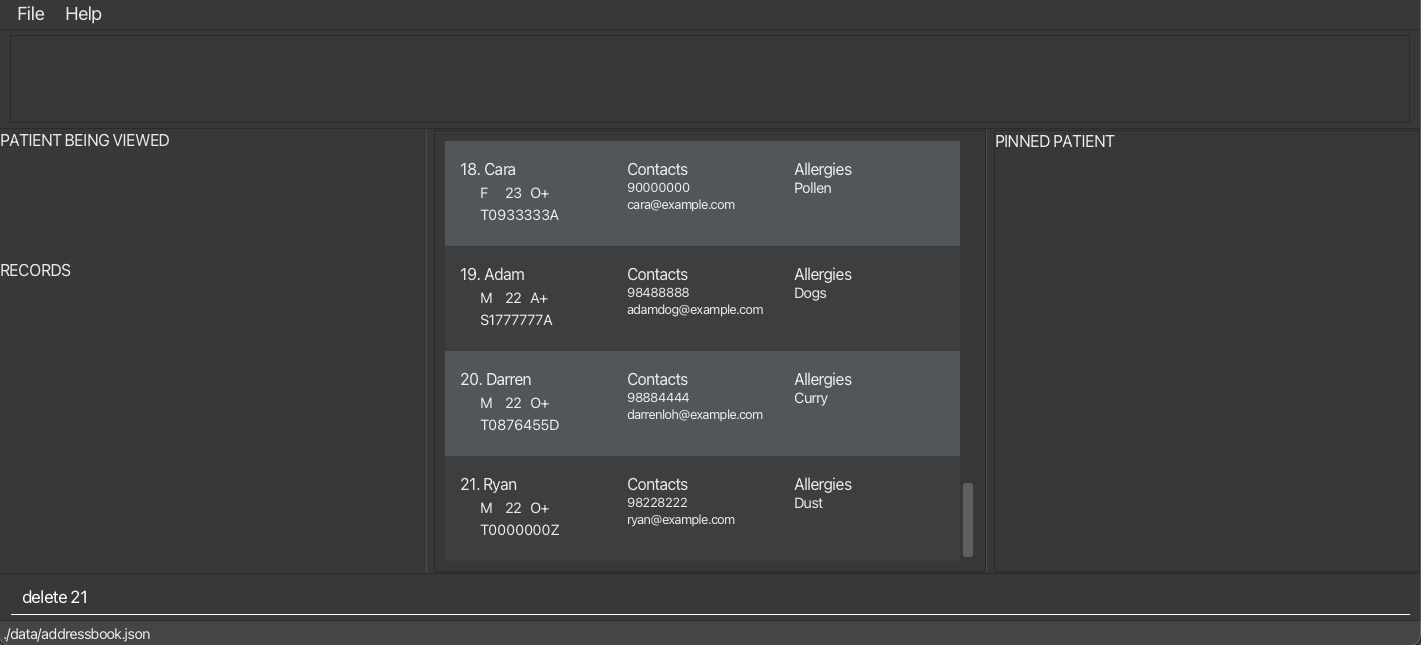 File Help
PATIENT BEING VIEWED
RECORDS
18. Cara
F 23 O+
T0933333A
Contacts
90000000
cara@example.com
Allergies
Pollen
19. Adam
M 22 A+
S1777777A
Contacts
98488888
adamdog@example.com
Allergies
Dogs
20. Darren
M 22 O+
T0876455D
Contacts
98884444
darrenloh@example.com
Allergies
Curry
21. Ryan
M 22 O+
T0000000Z
Contacts
98228222
ryan@example.com
Allergies
Dust
PINNED PATIENT
delete 21
./data/addressbook.json